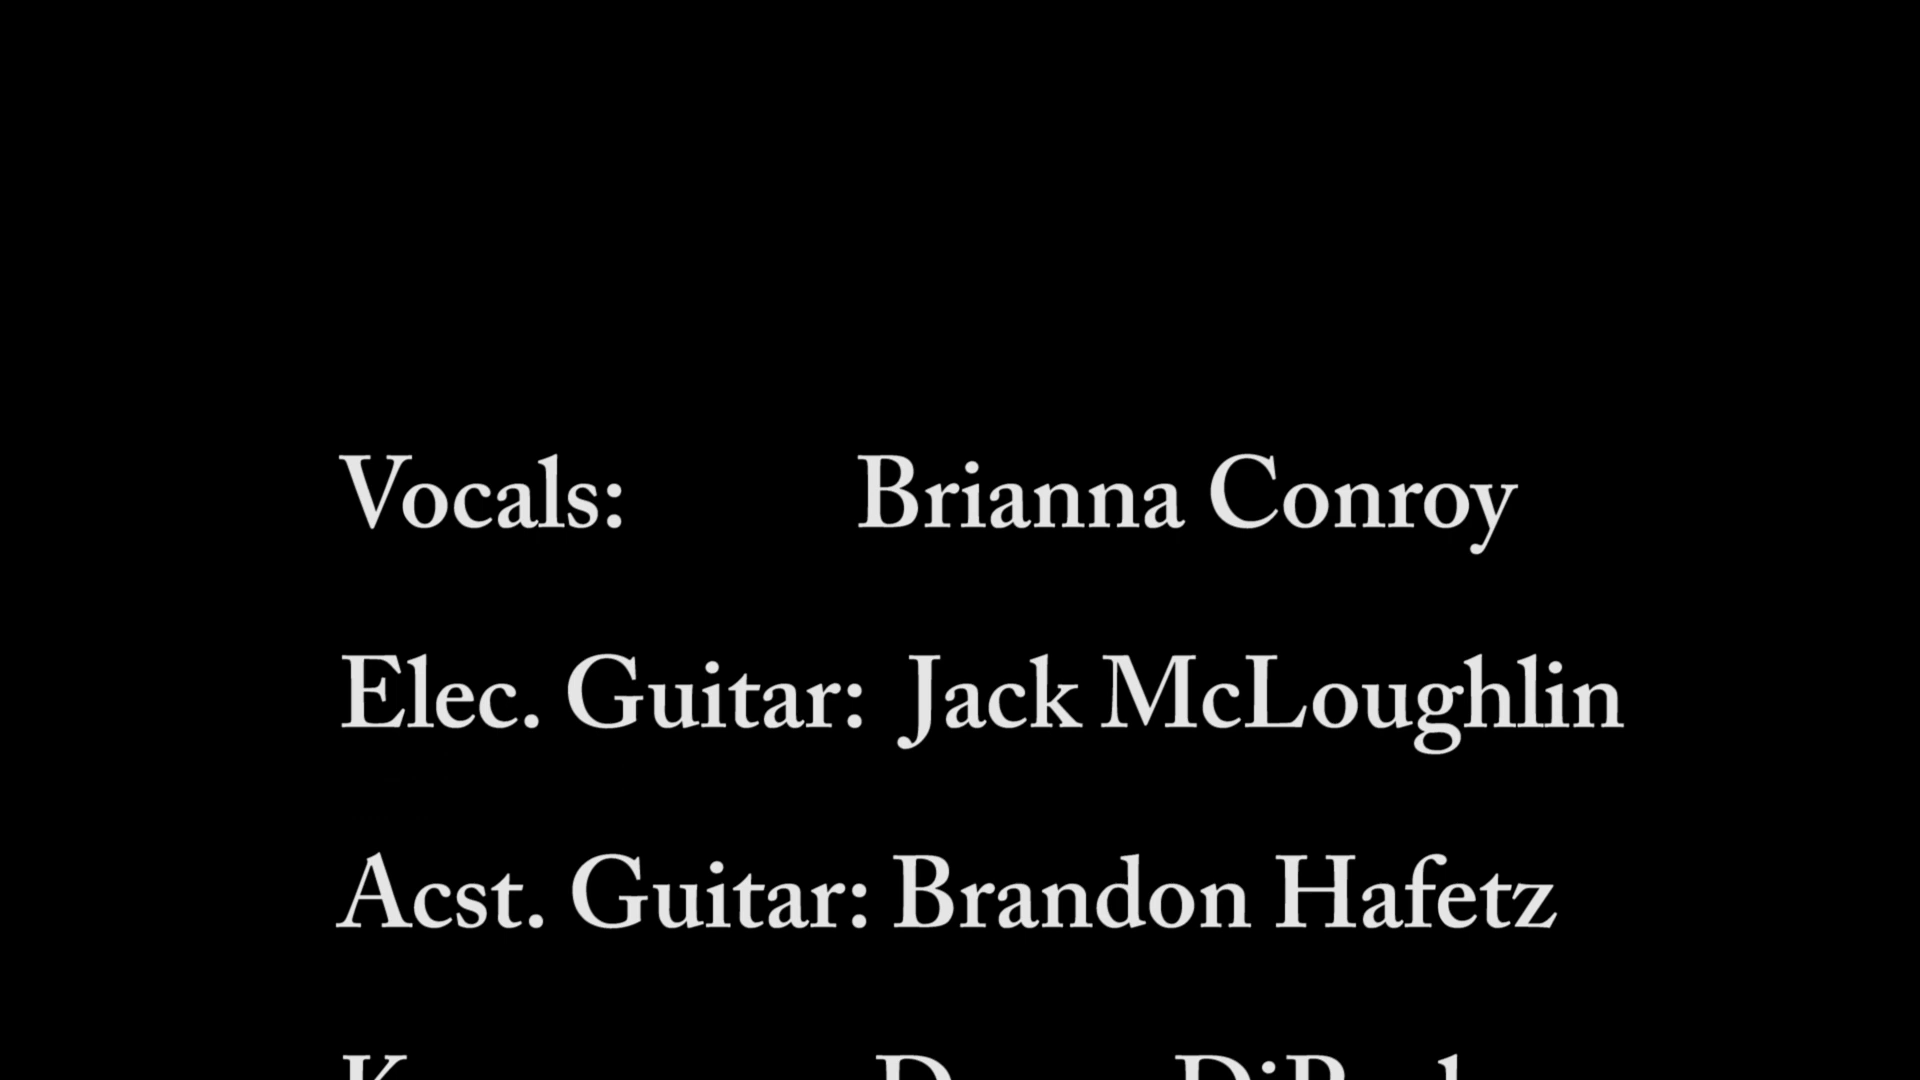 Vocals: Brianna Conroy
Elec. Guitar: Jack McLoughlin
Acst. Guitar: Brandon Hafetz